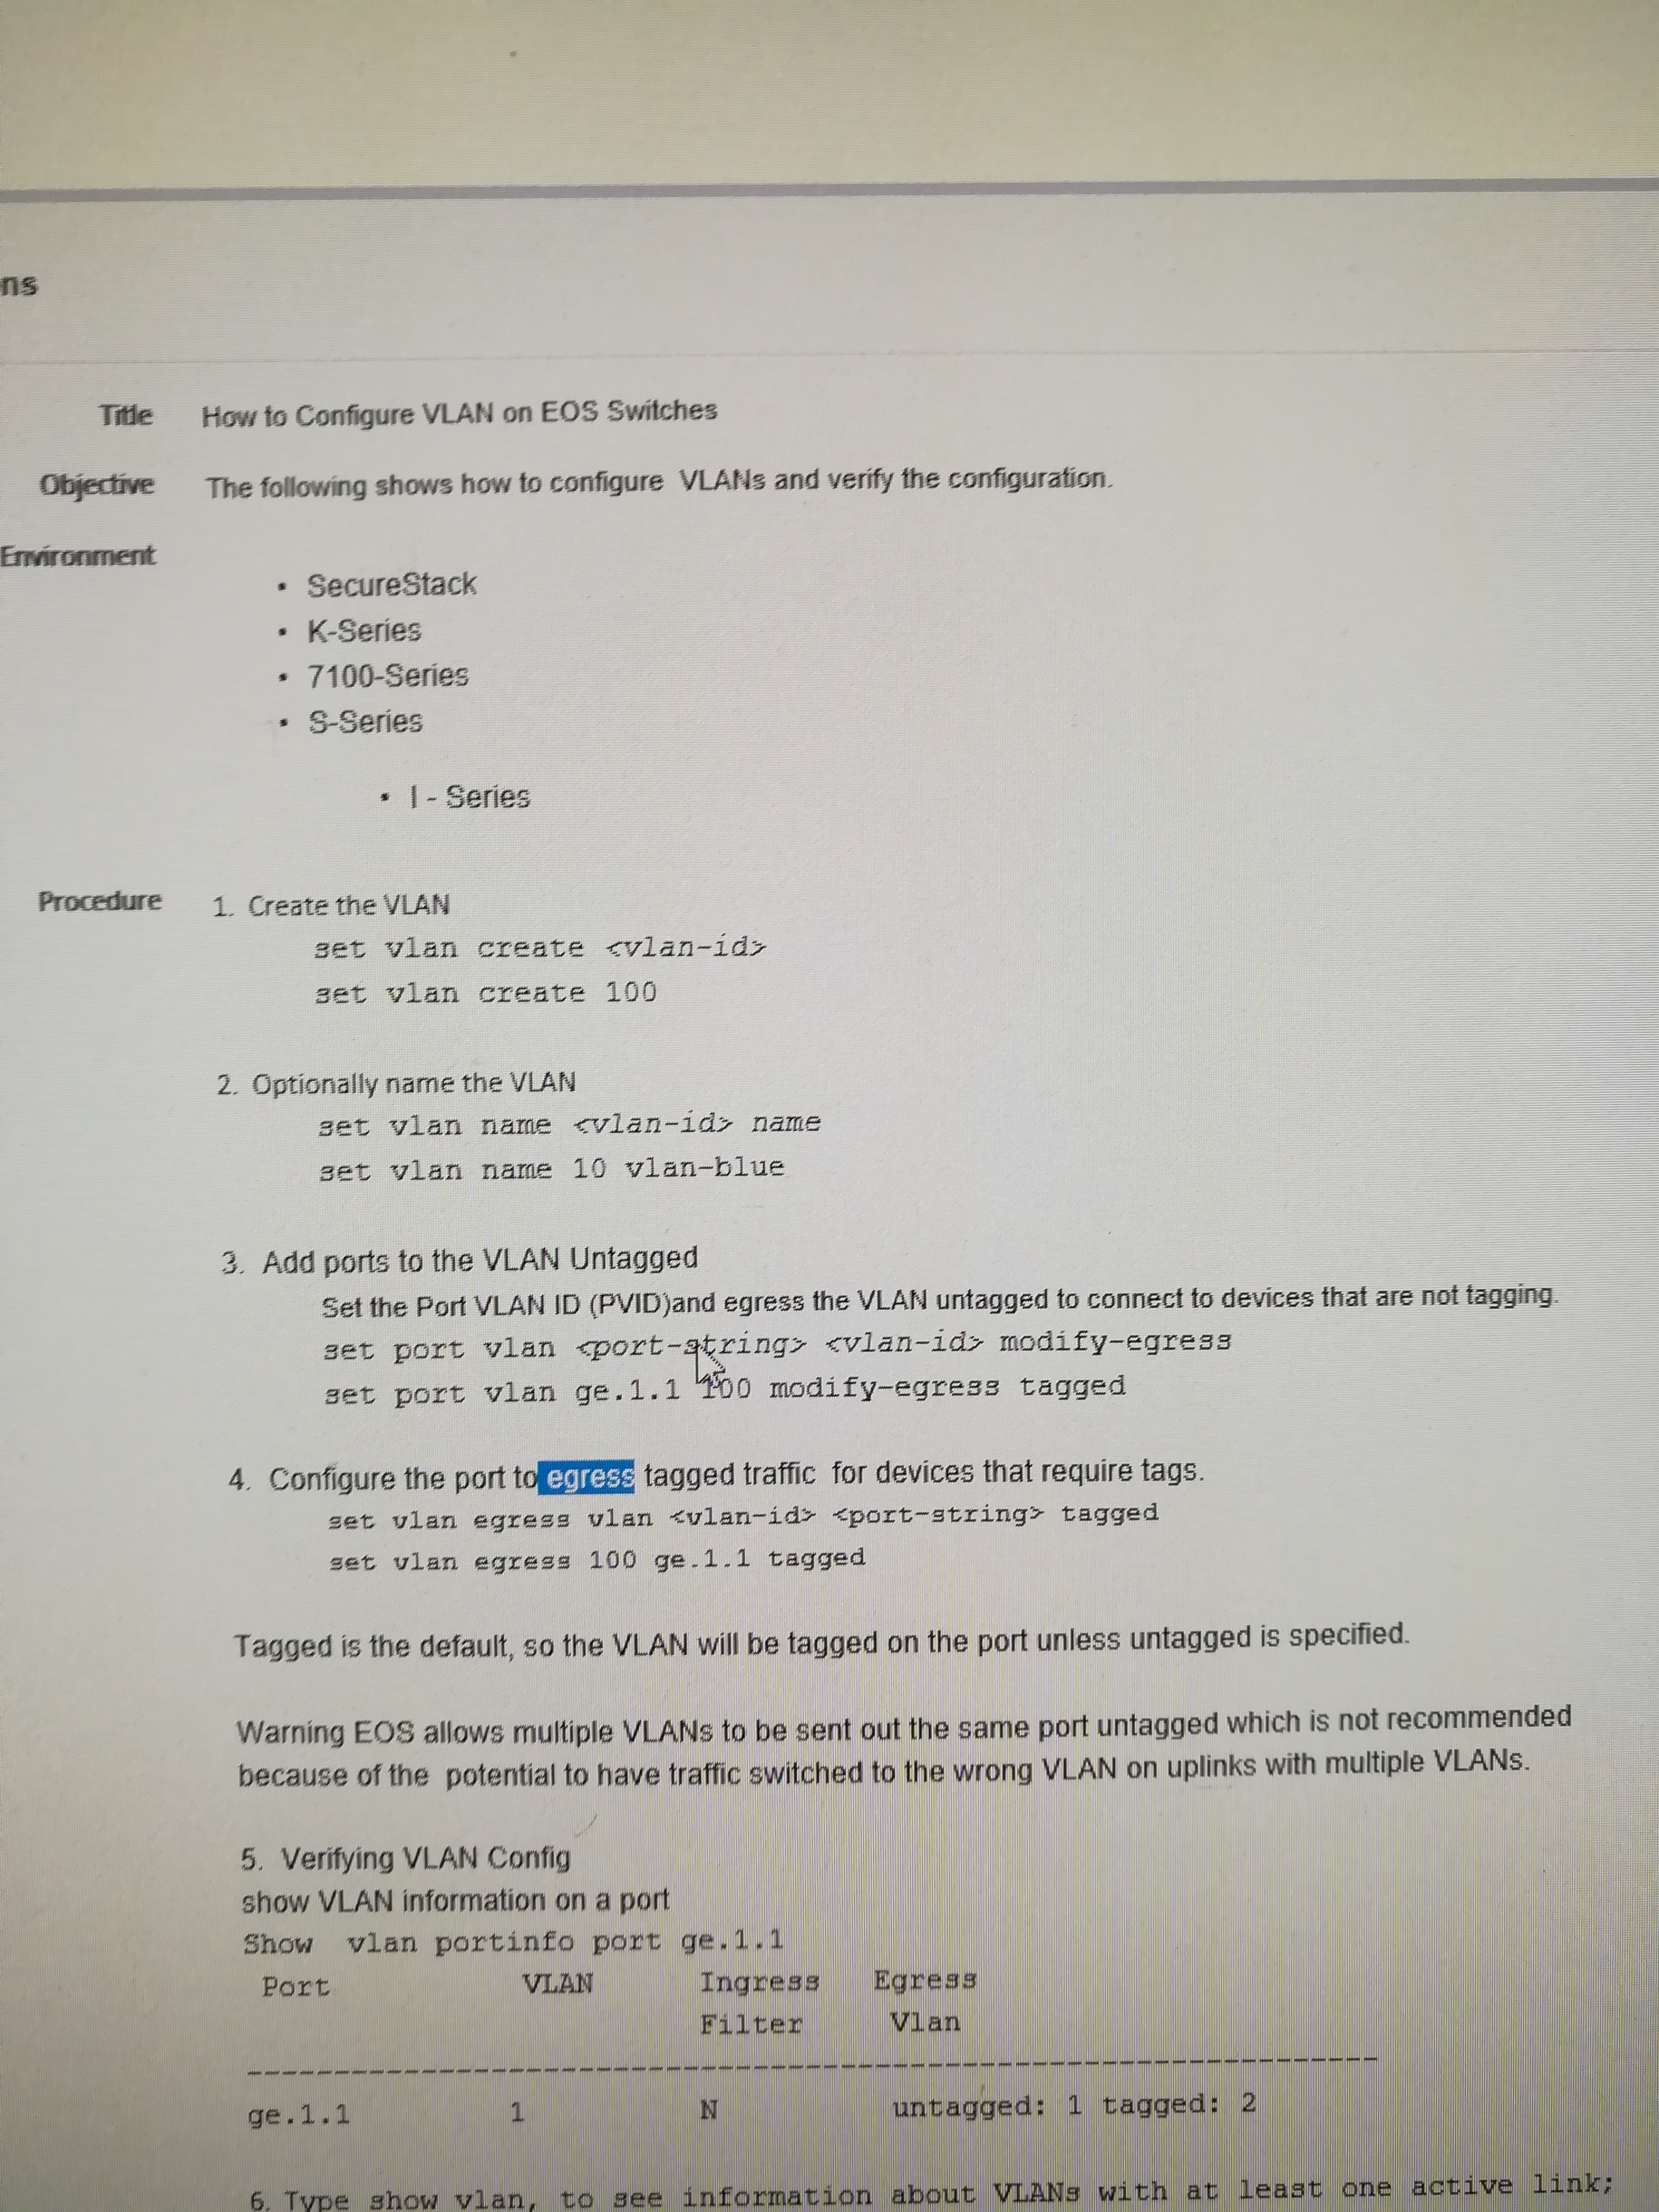 ns
Title How to Configure VLAN on EOS Switches
Objective The following shows how to configure VLANs and verify the configuration.
Environment
• SecureStack
• K-Series
• 7100-Series
• S-Series
• I - Series
Procedure 1. Create the VLAN
set vlan create <vlan-id>
set vlan create 100
2. Optionally name the VLAN
set vlan name <vlan-id> name
set vlan name 10 vlan-blue
3. Add ports to the VLAN Untagged
Set the Port VLAN ID (PVID)and egress the VLAN untagged to connect to devices that are not tagging.
set port vlan <port-string> <vlan-id> modify-egress
set port vlan ge.1.1 100 modify-egress tagged
4. Configure the port to egress tagged traffic for devices that require tags.
set vlan egress vlan <vlan-id> <port-string> tagged
set vlan egress 100 ge.1.1 tagged
Tagged is the default, so the VLAN will be tagged on the port unless untagged is specified.
Warning EOS allows multiple VLANs to be sent out the same port untagged which is not recommended
because of the potential to have traffic switched to the wrong VLAN on uplinks with multiple VLANs.
5. Verifying VLAN Config
show VLAN information on a port
Show vlan portinfo port ge.1.1
Port VLAN Ingress Egress
Filter Vlan
--------------------------------------------------------------------------------
ge.1.1 1 N untagged: 1 tagged: 2
6. Type show vlan, to see information about VLANs with at least one active link;